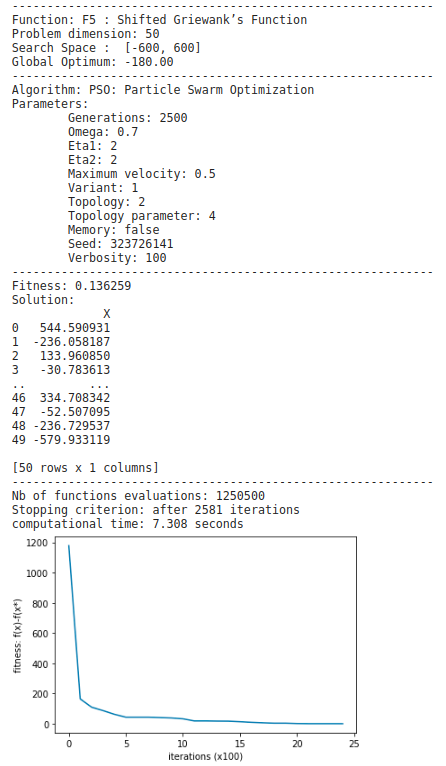 --------------------------------------------------------------
Function: F5 : Shifted Griewank’s Function
Problem dimension: 50
Search Space :  [-600, 600]
Global Optimum: -180.00
--------------------------------------------------------------
Algorithm: PSO: Particle Swarm Optimization
Parameters:
        Generations: 2500
        Omega: 0.7
        Eta1: 2
        Eta2: 2
        Maximum velocity: 0.5
        Variant: 1
        Topology: 2
        Topology parameter: 4
        Memory: false
        Seed: 323726141
        Verbosity: 100
--------------------------------------------------------------
Fitness: 0.136259
Solution:
             X
0   544.590931
1  -236.058187
2   133.960850
3   -30.783613
..         ...
46  334.708342
47  -52.507095
48 -236.729537
49 -579.933119
[50 rows x 1 columns]
--------------------------------------------------------------
Nb of functions evaluations: 1250500
Stopping criterion: after 2581 iterations
computational time: 7.308 seconds
1200
1000
800
600
400
200
0
fitness: f(x)-f(x*)
0 5 10 15 20 25
iterations (x100)